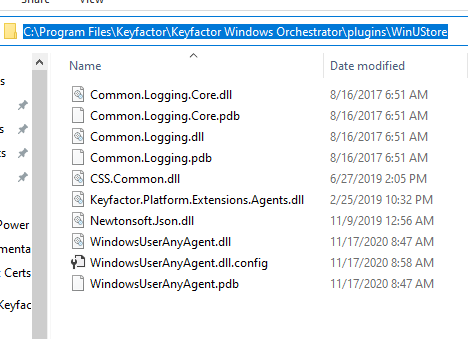 Share View
C:\Program Files\Keyfactor\Keyfactor Windows Orchestrator\plugins\WinUStore
Name Date modified
Common.Logging.Core.dll 8/16/2017 6:51 AM
Common.Logging.Core.pdb 8/16/2017 6:51 AM
Common.Logging.dll 8/16/2017 6:51 AM
Common.Logging.pdb 8/16/2017 6:51 AM
CSS.Common.dll 6/27/2019 2:05 PM
Keyfactor.Platform.Extensions.Agents.dll 2/25/2019 10:32 PM
Newtonsoft.Json.dll 11/9/2019 12:56 AM
Power WindowsUserAnyAgent.dll 11/17/2020 8:47 AM
menta WindowsUserAnyAgent.dll.config 11/17/2020 8:58 AM
Certs WindowsUserAnyAgent.pdb 11/17/2020 8:47 AM
Keyfac